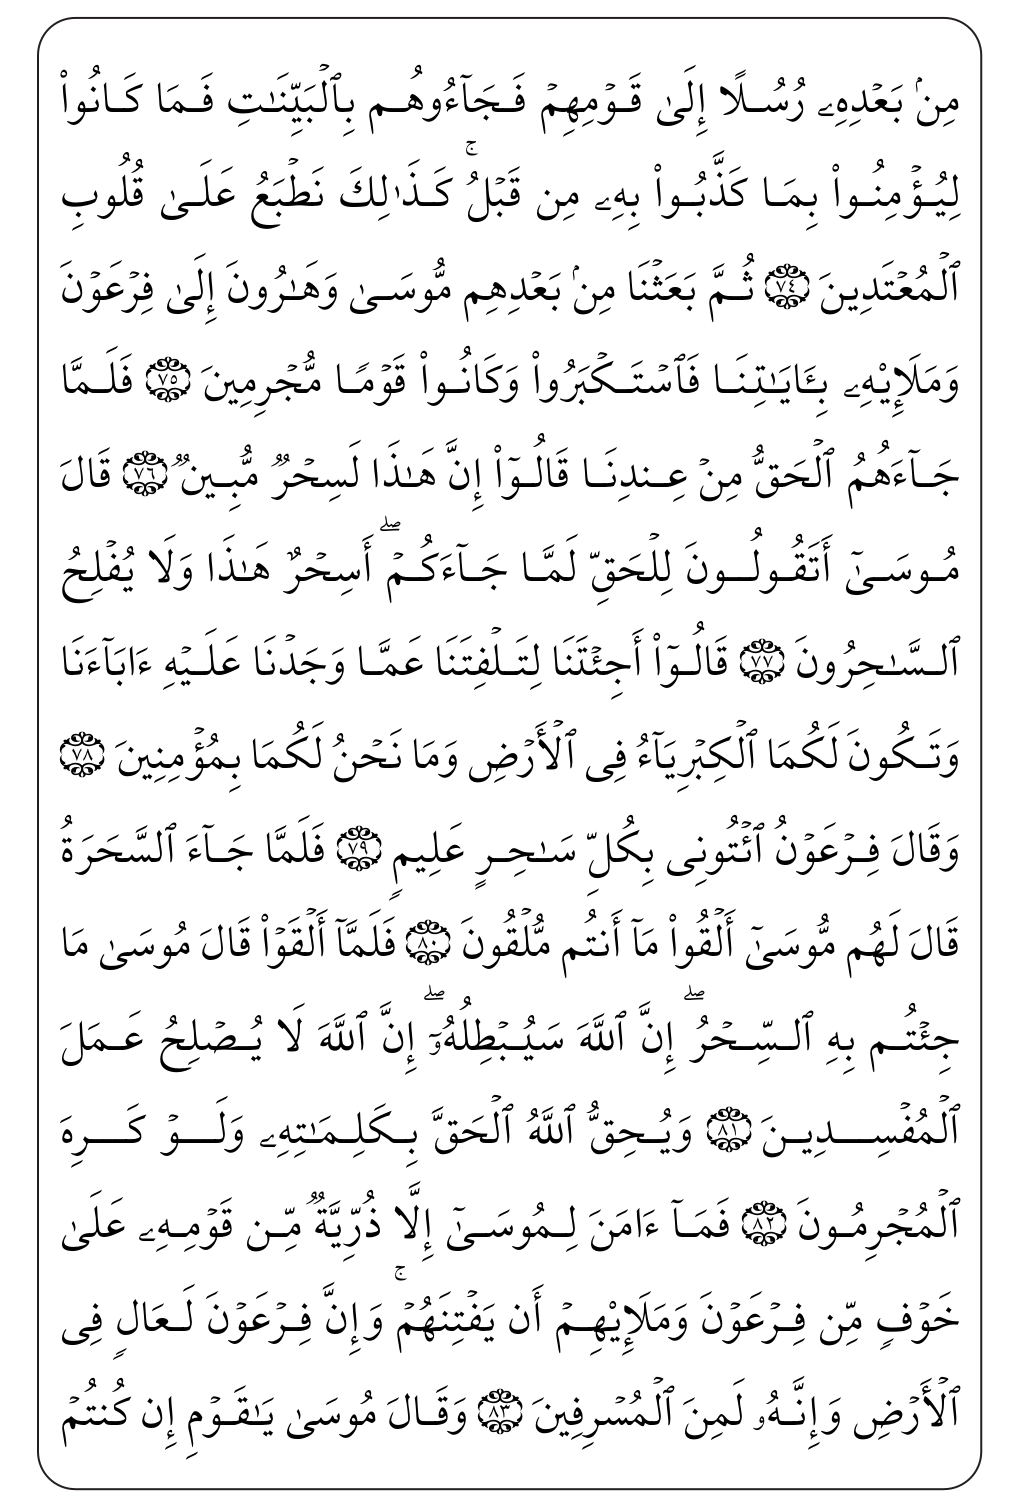 مِنۢ بَعۡدِهِۦ رُسُلًا إِلَىٰ قَوۡمِهِمۡ فَجَآءُوهُم بِٱلۡبَيِّنَٰتِ فَمَا كَانُواْ
لِيُؤۡمِنُواْ بِمَا كَذَّبُواْ بِهِۦ مِن قَبۡلُۚ كَذَٰلِكَ نَطۡبَعُ عَلَىٰ قُلُوبِ
ٱلۡمُعۡتَدِينَ ٧٤ ثُمَّ بَعَثۡنَا مِنۢ بَعۡدِهِم مُّوسَىٰ وَهَٰرُونَ إِلَىٰ فِرۡعَوۡنَ
وَمَلَإِيْهِۦ بِـَٔايَٰتِنَا فَٱسۡتَكۡبَرُواْ وَكَانُواْ قَوۡمٗا مُّجۡرِمِينَ ٧٥ فَلَمَّا
جَآءَهُمُ ٱلۡحَقُّ مِنۡ عِندِنَا قَالُوٓاْ إِنَّ هَٰذَا لَسِحۡرٞ مُّبِينٞ ٧٦ قَالَ
مُوسَىٰٓ أَتَقُولُونَ لِلۡحَقِّ لَمَّا جَآءَكُمۡۖ أَسِحۡرٌ هَٰذَا وَلَا يُفۡلِحُ
ٱلسَّٰحِرُونَ ٧٧ قَالُوٓاْ أَجِئۡتَنَا لِتَلۡفِتَنَا عَمَّا وَجَدۡنَا عَلَيۡهِ ءَابَآءَنَا
وَتَكُونَ لَكُمَا ٱلۡكِبۡرِيَآءُ فِي ٱلۡأَرۡضِ وَمَا نَحۡنُ لَكُمَا بِمُؤۡمِنِينَ ٧٨
وَقَالَ فِرۡعَوۡنُ ٱئۡتُونِي بِكُلِّ سَٰحِرٍ عَلِيمٖ ٧٩ فَلَمَّا جَآءَ ٱلسَّحَرَةُ
قَالَ لَهُم مُّوسَىٰٓ أَلۡقُواْ مَآ أَنتُم مُّلۡقُونَ ٨٠ فَلَمَّآ أَلۡقَوۡاْ قَالَ مُوسَىٰ مَا
جِئۡتُم بِهِ ٱلسِّحۡرُۖ إِنَّ ٱللَّهَ سَيُبۡطِلُهُۥٓۖ إِنَّ ٱللَّهَ لَا يُصۡلِحُ عَمَلَ
ٱلۡمُفۡسِدِينَ ٨١ وَيُحِقُّ ٱللَّهُ ٱلۡحَقَّ بِكَلِمَٰتِهِۦ وَلَوۡ كَرِهَ
ٱلۡمُجۡرِمُونَ ٨٢ فَمَآ ءَامَنَ لِمُوسَىٰٓ إِلَّا ذُرِّيَّةٞ مِّن قَوۡمِهِۦ عَلَىٰ
خَوۡفٖ مِّن فِرۡعَوۡنَ وَمَلَإِيْهِمۡ أَن يَفۡتِنَهُمۡۚ وَإِنَّ فِرۡعَوۡنَ لَعَالٖ فِي
ٱلۡأَرۡضِ وَإِنَّهُۥ لَمِنَ ٱلۡمُسۡرِفِينَ ٨٣ وَقَالَ مُوسَىٰ يَٰقَوۡمِ إِن كُنتُمۡ